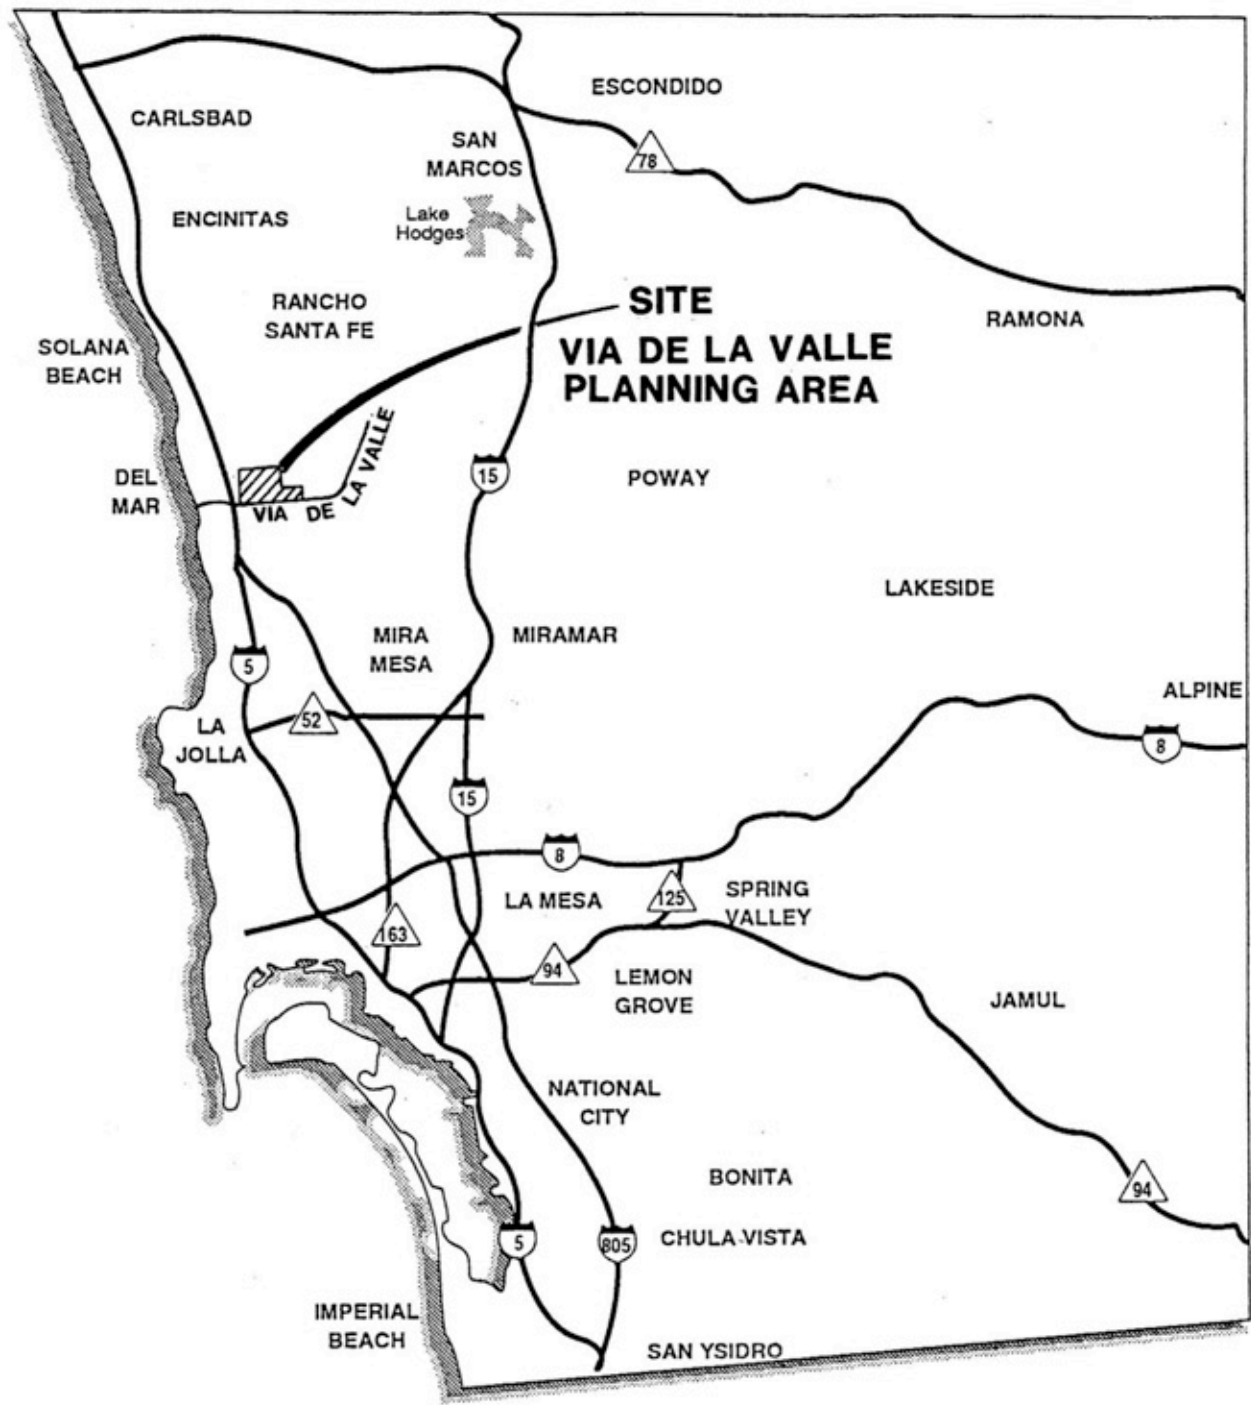 ESCONDIDO
CARLSBAD
SAN
MARCOS
78
ENCINITAS
Lake
Hodges
RANCHO
SANTA FE
SITE
VIA DE LA VALLE
PLANNING AREA
RAMONA
SOLANA
BEACH
DEL
MAR
VIA DE LA VALLE
15
POWAY
LAKESIDE
MIRA
MESA
MIRAMAR
5
ALPINE
LA
JOLLA
52
8
15
8
LA MESA
125
SPRING
VALLEY
163
94
LEMON
GROVE
JAMUL
NATIONAL
CITY
BONITA
94
5
805
CHULA VISTA
IMPERIAL
BEACH
SAN YSIDRO